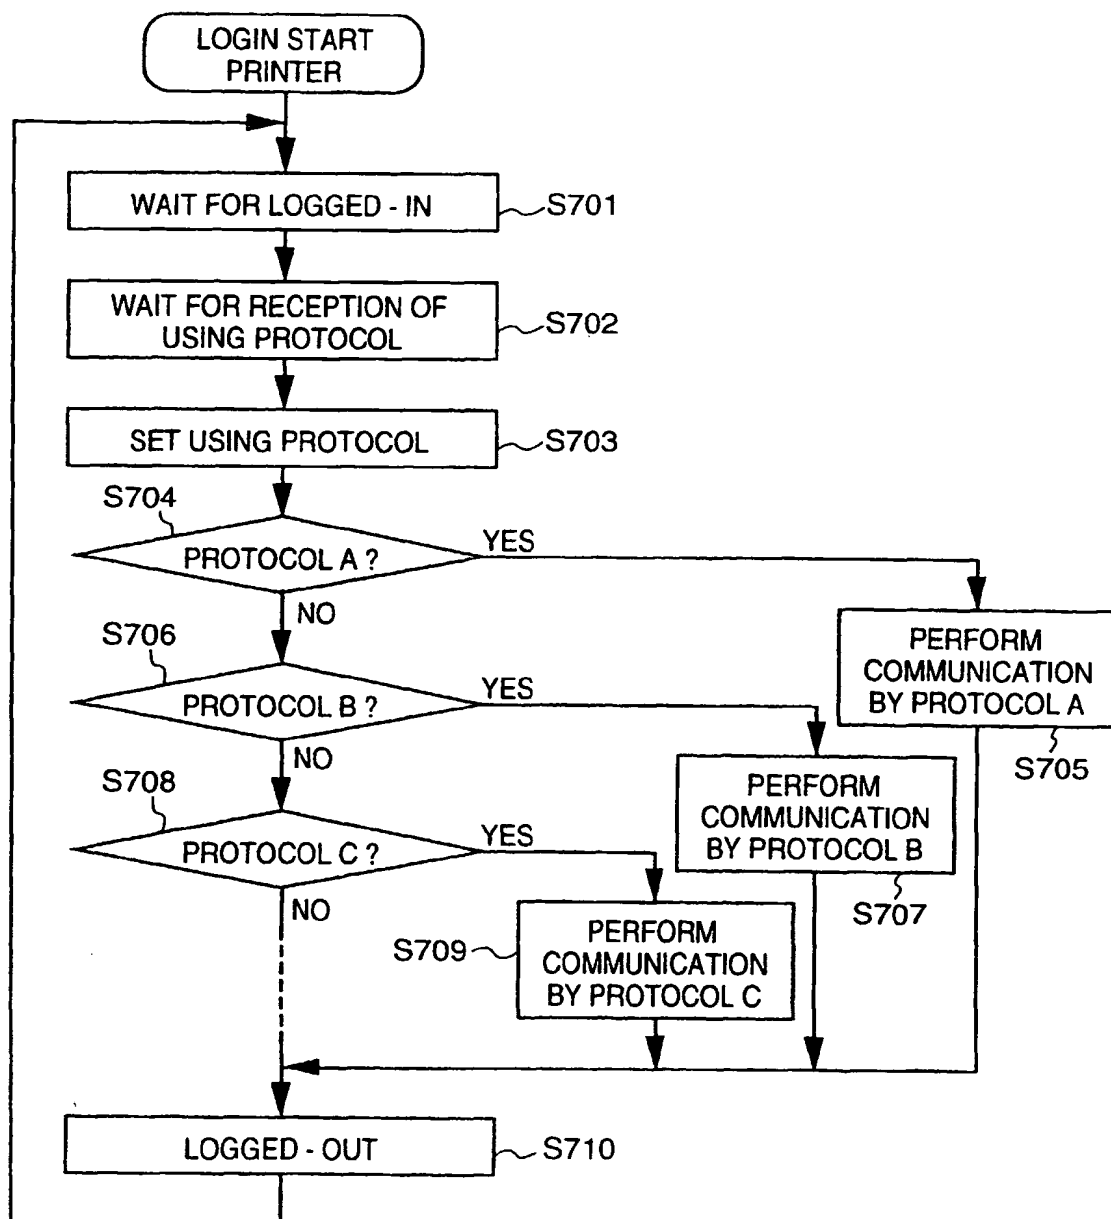 LOGIN START
PRINTER
WAIT FOR LOGGED - IN
S701
WAIT FOR RECEPTION OF
USING PROTOCOL
S702
SET USING PROTOCOL
S703
S704
PROTOCOL A ?
YES
NO
PERFORM
COMMUNICATION
BY PROTOCOL A
S705
S706
PROTOCOL B ?
YES
NO
PERFORM
COMMUNICATION
BY PROTOCOL B
S707
S708
PROTOCOL C ?
YES
NO
PERFORM
COMMUNICATION
BY PROTOCOL C
S709
LOGGED - OUT
S710